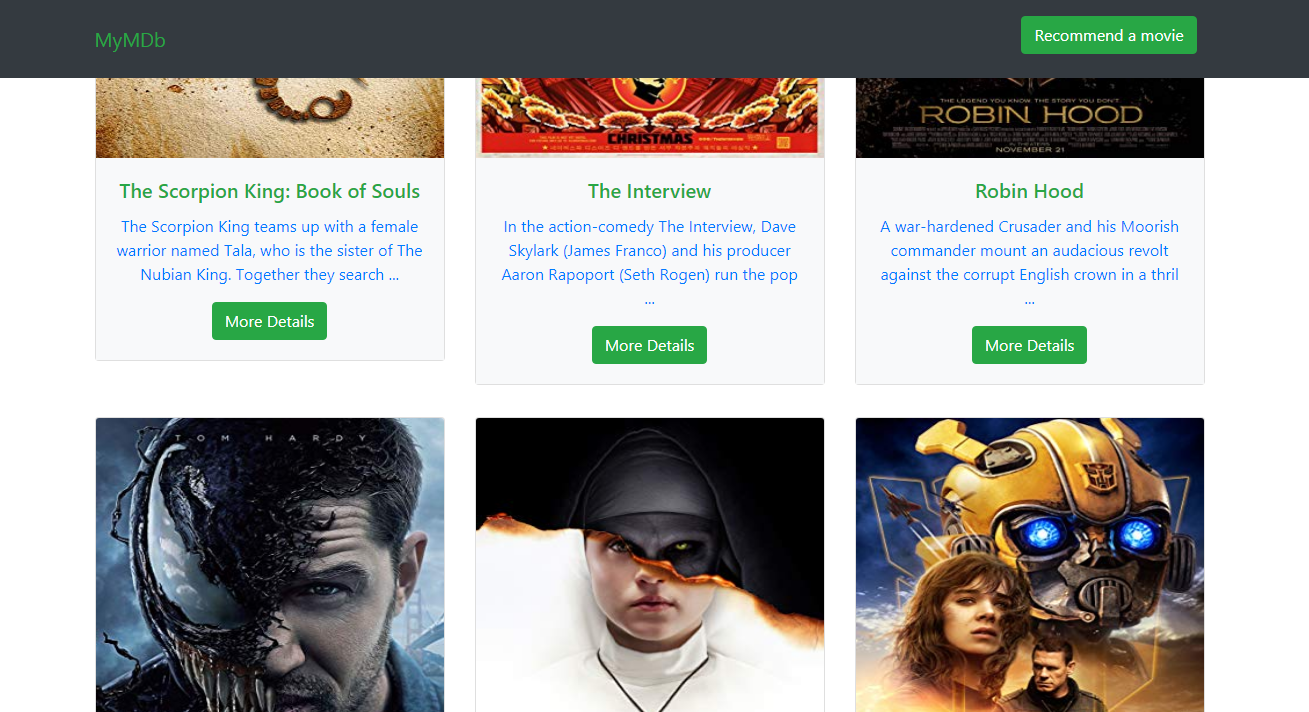 MyMDb
Recommend a movie
CHRISTMAS
THE LEGEND YOU KNOW. THE STORY YOU DON'T.
ROBIN HOOD
IN THEATERS
NOVEMBER 21
The Scorpion King: Book of Souls
The Scorpion King teams up with a female
warrior named Tala, who is the sister of The
Nubian King. Together they search ...
More Details
The Interview
In the action-comedy The Interview, Dave
Skylark (James Franco) and his producer
Aaron Rapoport (Seth Rogen) run the pop
...
More Details
Robin Hood
A war-hardened Crusader and his Moorish
commander mount an audacious revolt
against the corrupt English crown in a thril
...
More Details
TOM HARDY